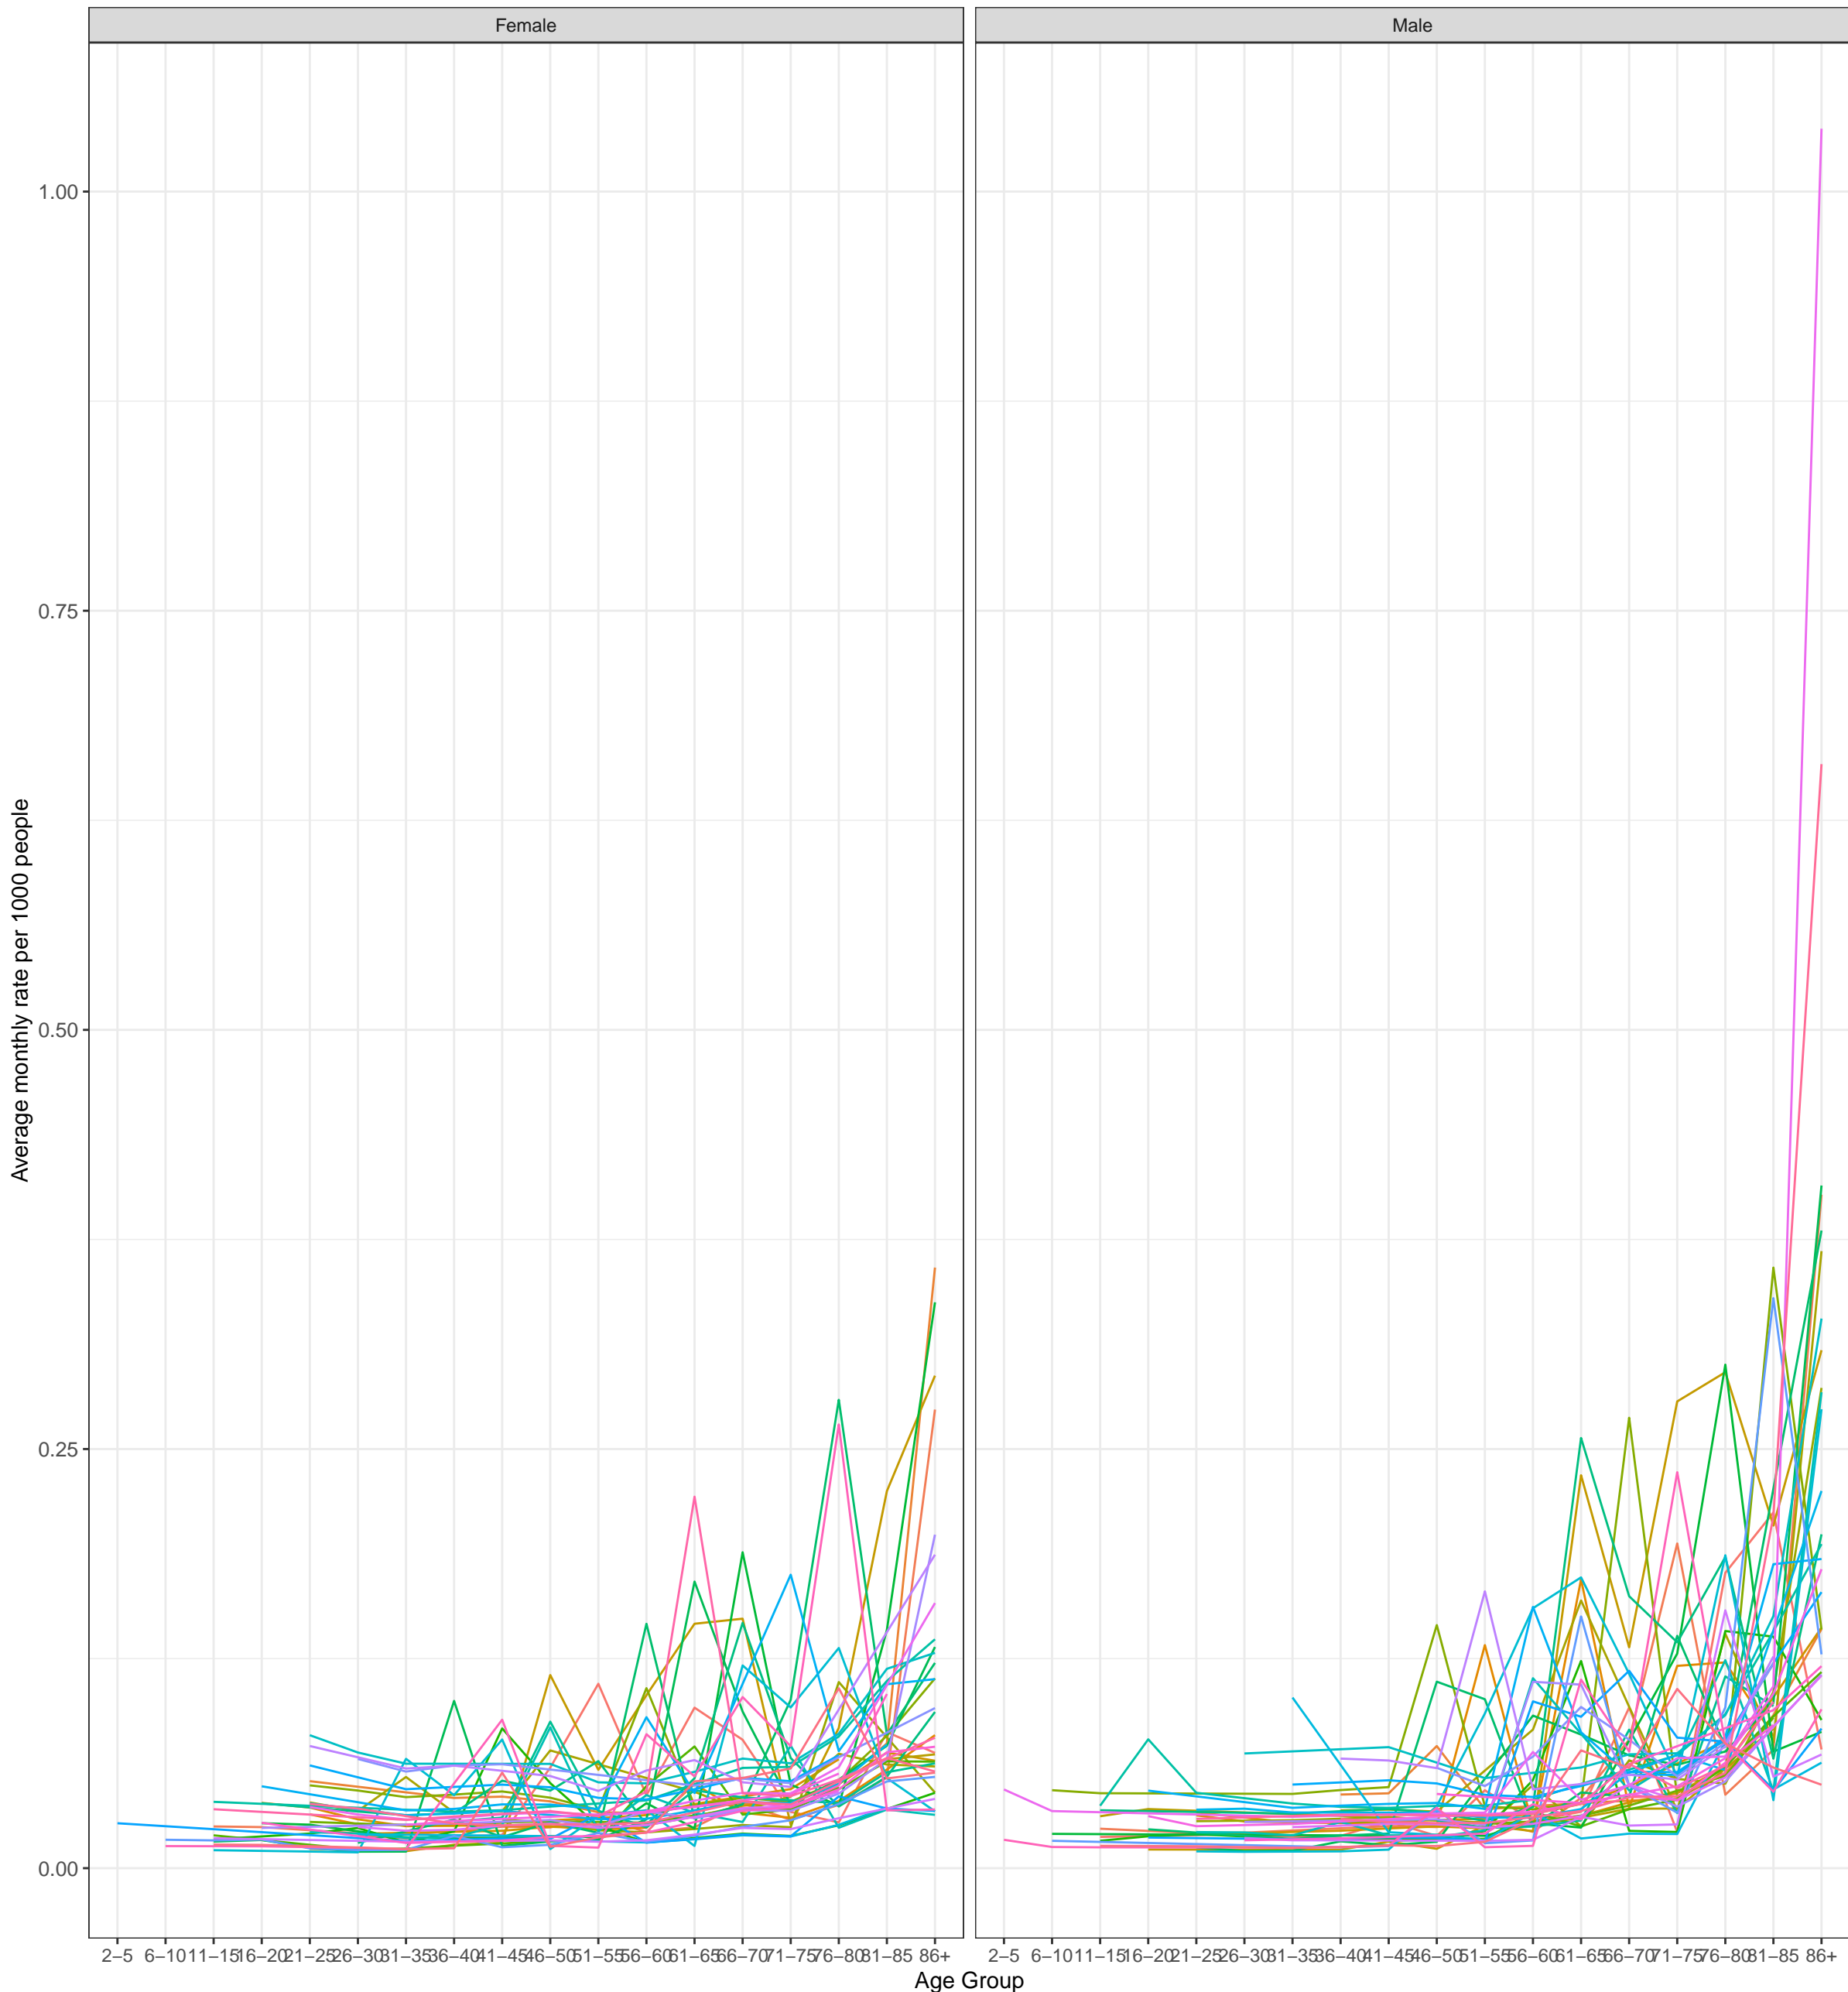 Female
Male
Average monthly rate per 1000 people
1.00
0.75
0.50
0.25
0.00
2–5 6–10 11–15 16–20 21–25 26–30 31–35 36–40 41–45 46–50 51–55 56–60 61–65 66–70 71–75 76–80 81–85 86+
2–5 6–10 11–15 16–20 21–25 26–30 31–35 36–40 41–45 46–50 51–55 56–60 61–65 66–70 71–75 76–80 81–85 86+
Age Group